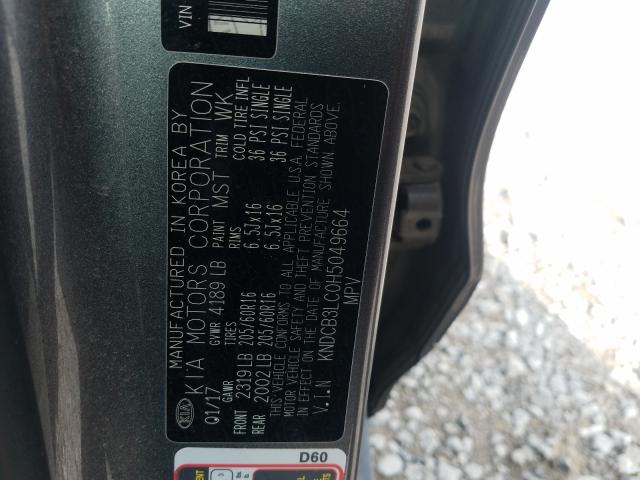 VIN
MANUFACTURED IN KOREA BY
KIA KIA MOTORS CORPORATION
Q1/17 GVWR 4189 LB PAINT MST TRIM WK
GAWR TIRES RIMS COLD TIRE INFL
FRONT 2319 LB 205/60R16 6.5Jx16 36 PSI SINGLE
REAR 2002 LB 205/60R16 6.5Jx16 36 PSI SINGLE
THIS VEHICLE CONFORMS TO ALL APPLICABLE U.S.A. FEDERAL
MOTOR VEHICLE SAFETY AND THEFT PREVENTION STANDARDS
IN EFFECT ON THE DATE OF MANUFACTURE SHOWN ABOVE.
V.I.N KNDCB3LC0H5049664
MPV
D60